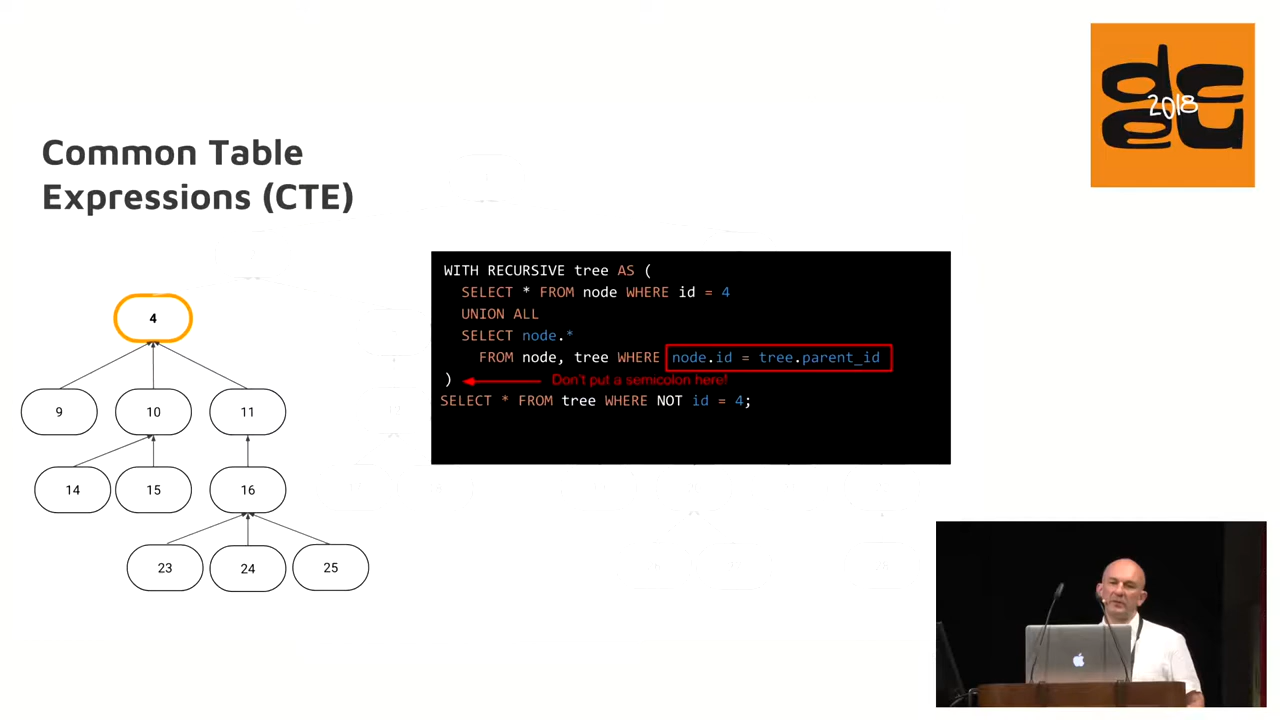 2018
Common Table
Expressions (CTE)
WITH RECURSIVE tree AS (
SELECT * FROM node WHERE id = 4
UNION ALL
SELECT node.*
FROM node, tree WHERE node.id = tree.parent_id
) Don't put a semicolon here!
SELECT * FROM tree WHERE NOT id = 4;
4
9 10 11
14 15 16
23 24 25